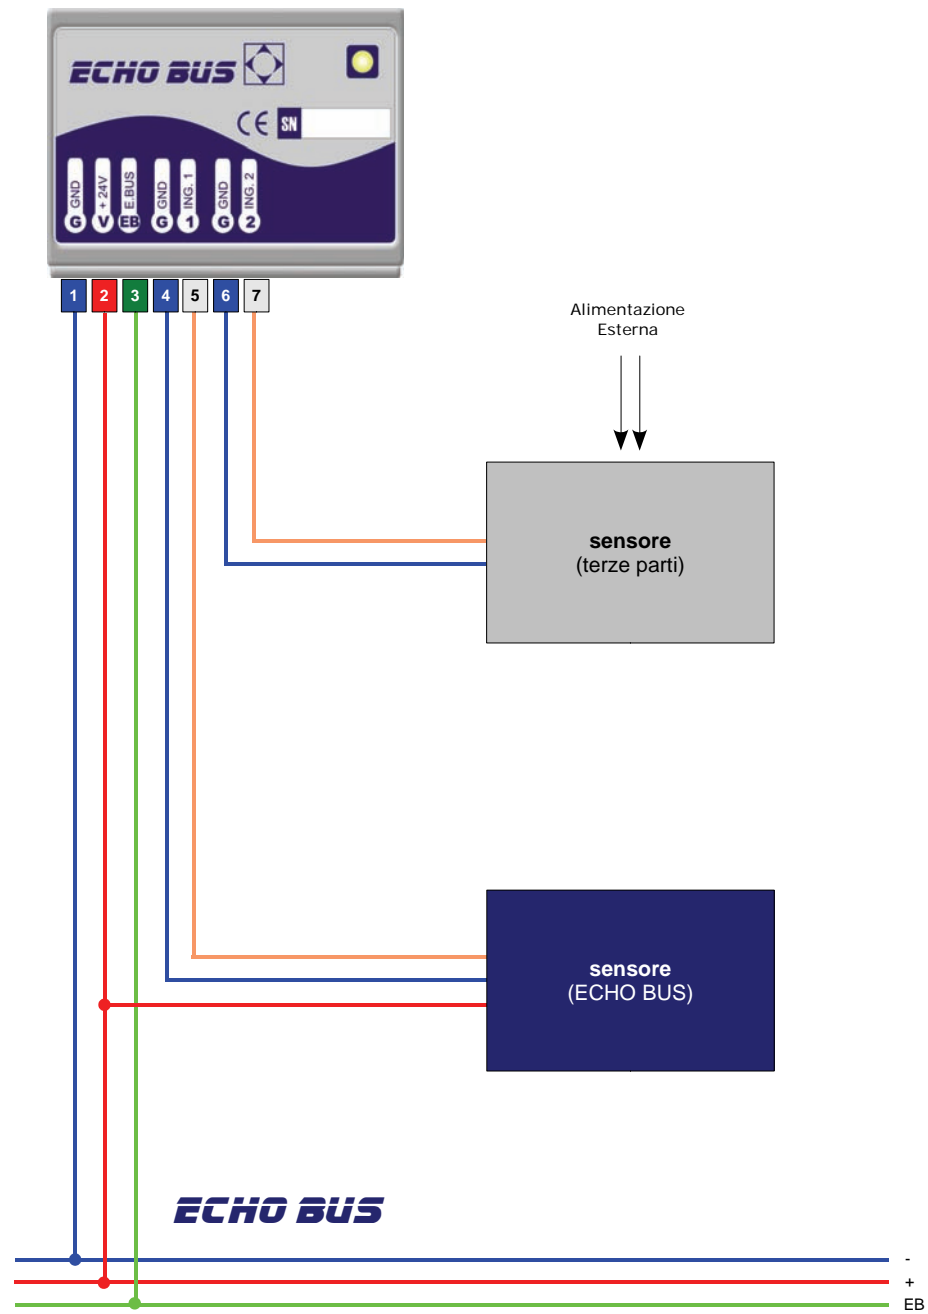 ECHO BUS
CE SN
GND
+ 24V
E.BUS
GND
ING. 1
GND
ING. 2
G V EB G 1 G 2
1 2 3 4 5 6 7
Alimentazione
Esterna
sensore
(terze parti)
sensore
(ECHO BUS)
ECHO BUS
-
+
EB